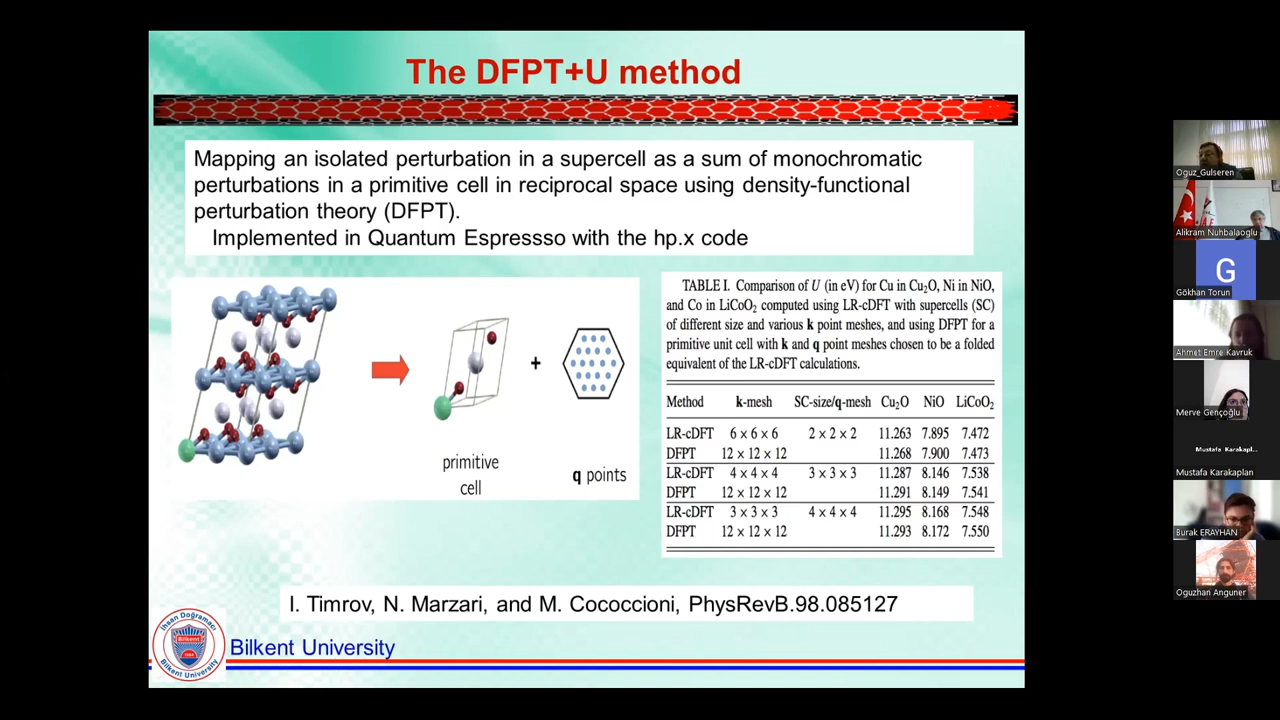 The DFPT+U method
Mapping an isolated perturbation in a supercell as a sum of monochromatic
perturbations in a primitive cell in reciprocal space using density-functional
perturbation theory (DFPT).
Implemented in Quantum Espressso with the hp.x code
primitive
cell
+
q points
TABLE I. Comparison of U (in eV) for Cu in Cu₂O, Ni in NiO,
and Co in LiCoO₂ computed using LR-cDFT with supercells (SC)
of different size and various k point meshes, and using DFPT for a
primitive unit cell with k and q point meshes chosen to be a folded
equivalent of the LR-cDFT calculations.
Method k-mesh SC-size/q-mesh Cu₂O NiO LiCoO₂
LR-cDFT 6 × 6 × 6 2 × 2 × 2 11.263 7.895 7.472
DFPT 12 × 12 × 12 11.268 7.900 7.473
LR-cDFT 4 × 4 × 4 3 × 3 × 3 11.287 8.146 7.538
DFPT 12 × 12 × 12 11.291 8.149 7.541
LR-cDFT 3 × 3 × 3 4 × 4 × 4 11.295 8.168 7.548
DFPT 12 × 12 × 12 11.293 8.172 7.550
I. Timrov, N. Marzari, and M. Cococcioni, PhysRevB.98.085127
İhsan Doğramacı
Bilkent
1984
Bilkent University
Bilkent University
Oguz_Gulseren
Alikram Nuhbalaoglu
G
Gökhan Torun
Ahmet Emre Kavruk
Merve Gençoğlu
Mustafa Karakapl...
Mustafa Karakaplan
Burak ERAYHAN
Oguzhan Anguner